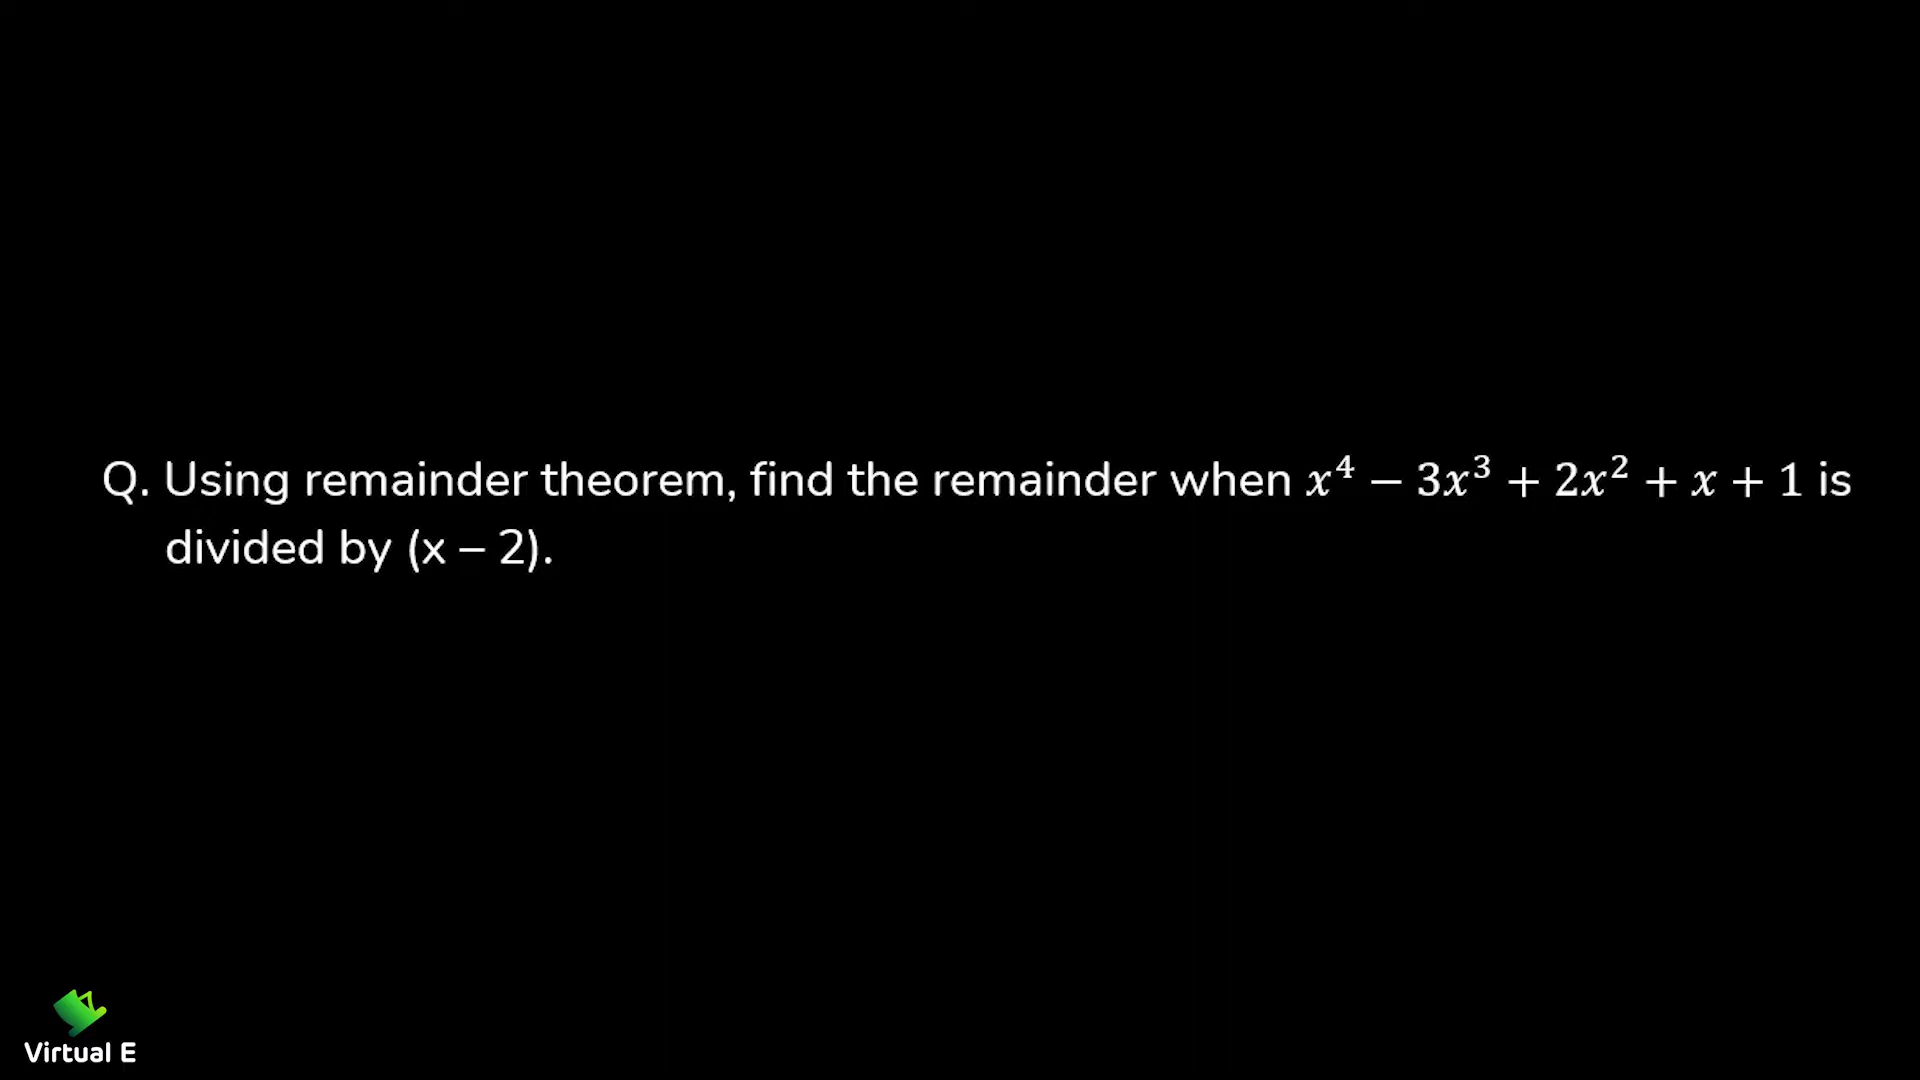 Q. Using remainder theorem, find the remainder when x⁴ − 3x³ + 2x² + x + 1 is
divided by (x – 2).
Virtual E